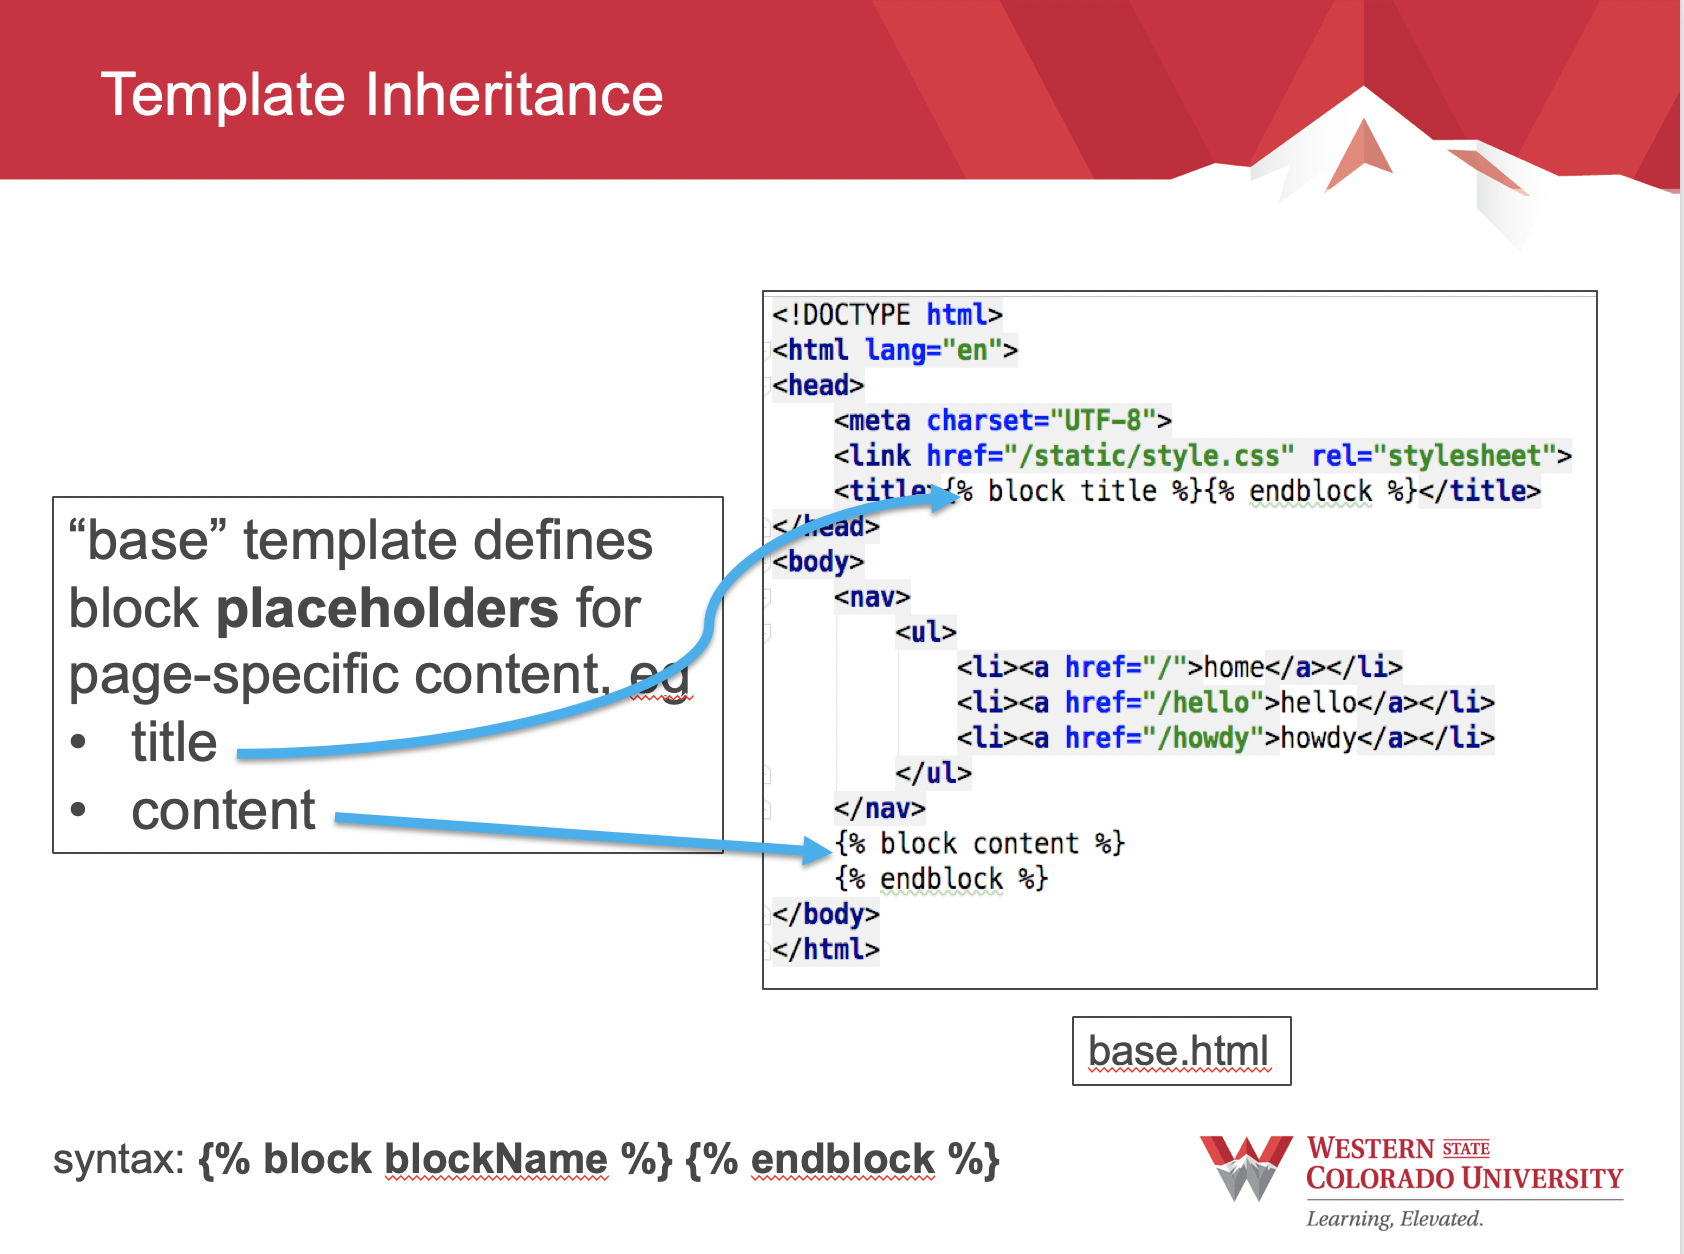 Template Inheritance
“base” template defines
block placeholders for
page-specific content, eg
• title
• content
<!DOCTYPE html>
<html lang="en">
<head>
<meta charset="UTF-8">
<link href="/static/style.css" rel="stylesheet">
<title>{% block title %}{% endblock %}</title>
</head>
<body>
<nav>
<ul>
<li><a href="/">home</a></li>
<li><a href="/hello">hello</a></li>
<li><a href="/howdy">howdy</a></li>
</ul>
</nav>
{% block content %}
{% endblock %}
</body>
</html>
base.html
syntax: {% block blockName %} {% endblock %}
WESTERN STATE
COLORADO UNIVERSITY
Learning, Elevated.